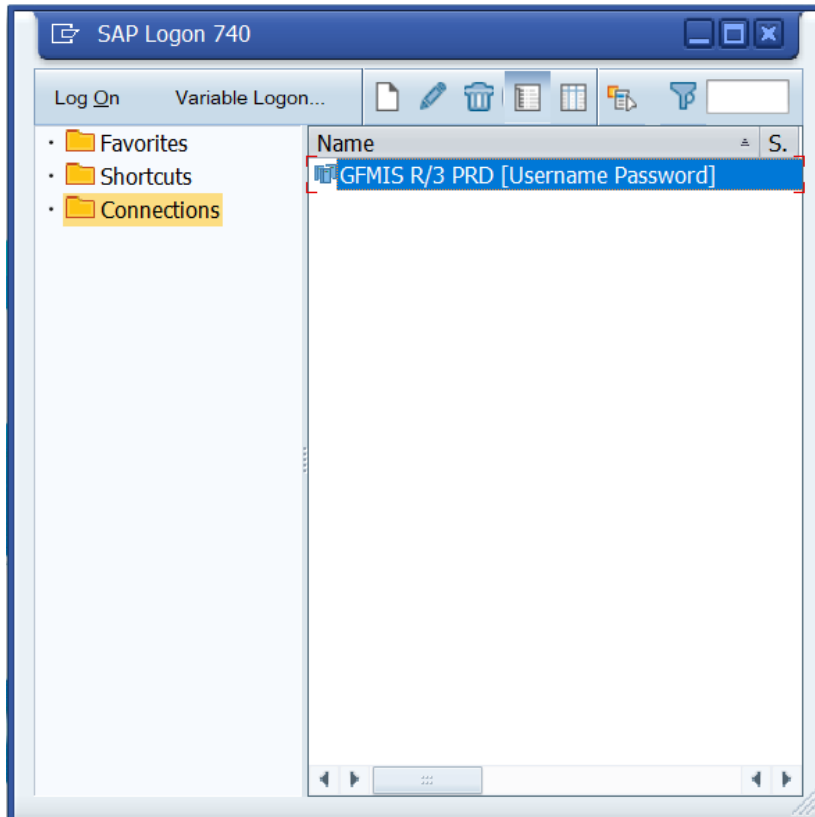 SAP Logon 740
Log On Variable Logon...
Favorites
Shortcuts
Connections
Name S.
GFMIS R/3 PRD [Username Password]